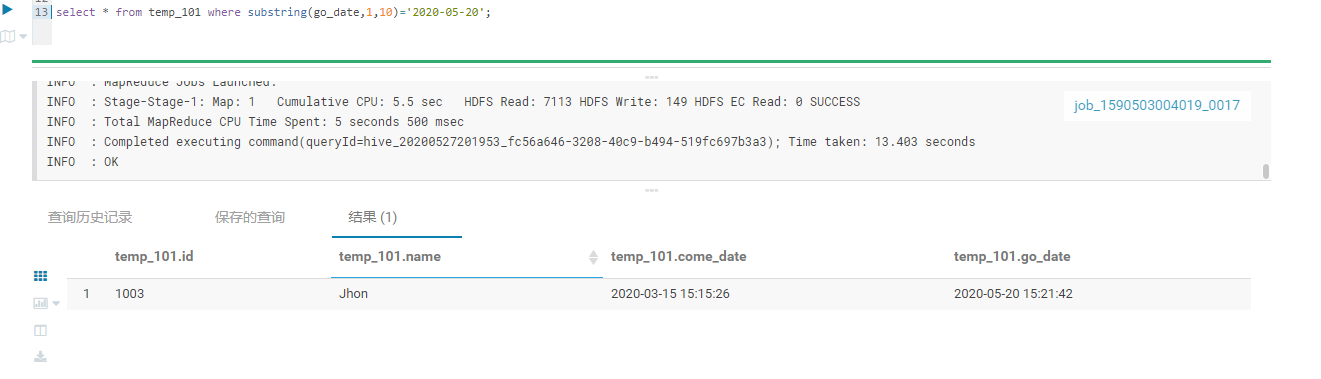 13 select * from temp_101 where substring(go_date,1,10)='2020-05-20';
INFO : MapReduce Jobs Launched:
INFO : Stage-Stage-1: Map: 1 Cumulative CPU: 5.5 sec HDFS Read: 7113 HDFS Write: 149 HDFS EC Read: 0 SUCCESS
job_1590503004019_0017
INFO : Total MapReduce CPU Time Spent: 5 seconds 500 msec
INFO : Completed executing command(queryId=hive_20200527201953_fc56a646-3208-40c9-b494-519fc697b3a3); Time taken: 13.403 seconds
INFO : OK
查询历史记录 保存的查询 结果 (1)
temp_101.id temp_101.name temp_101.come_date temp_101.go_date
1 1003 Jhon 2020-03-15 15:15:26 2020-05-20 15:21:42